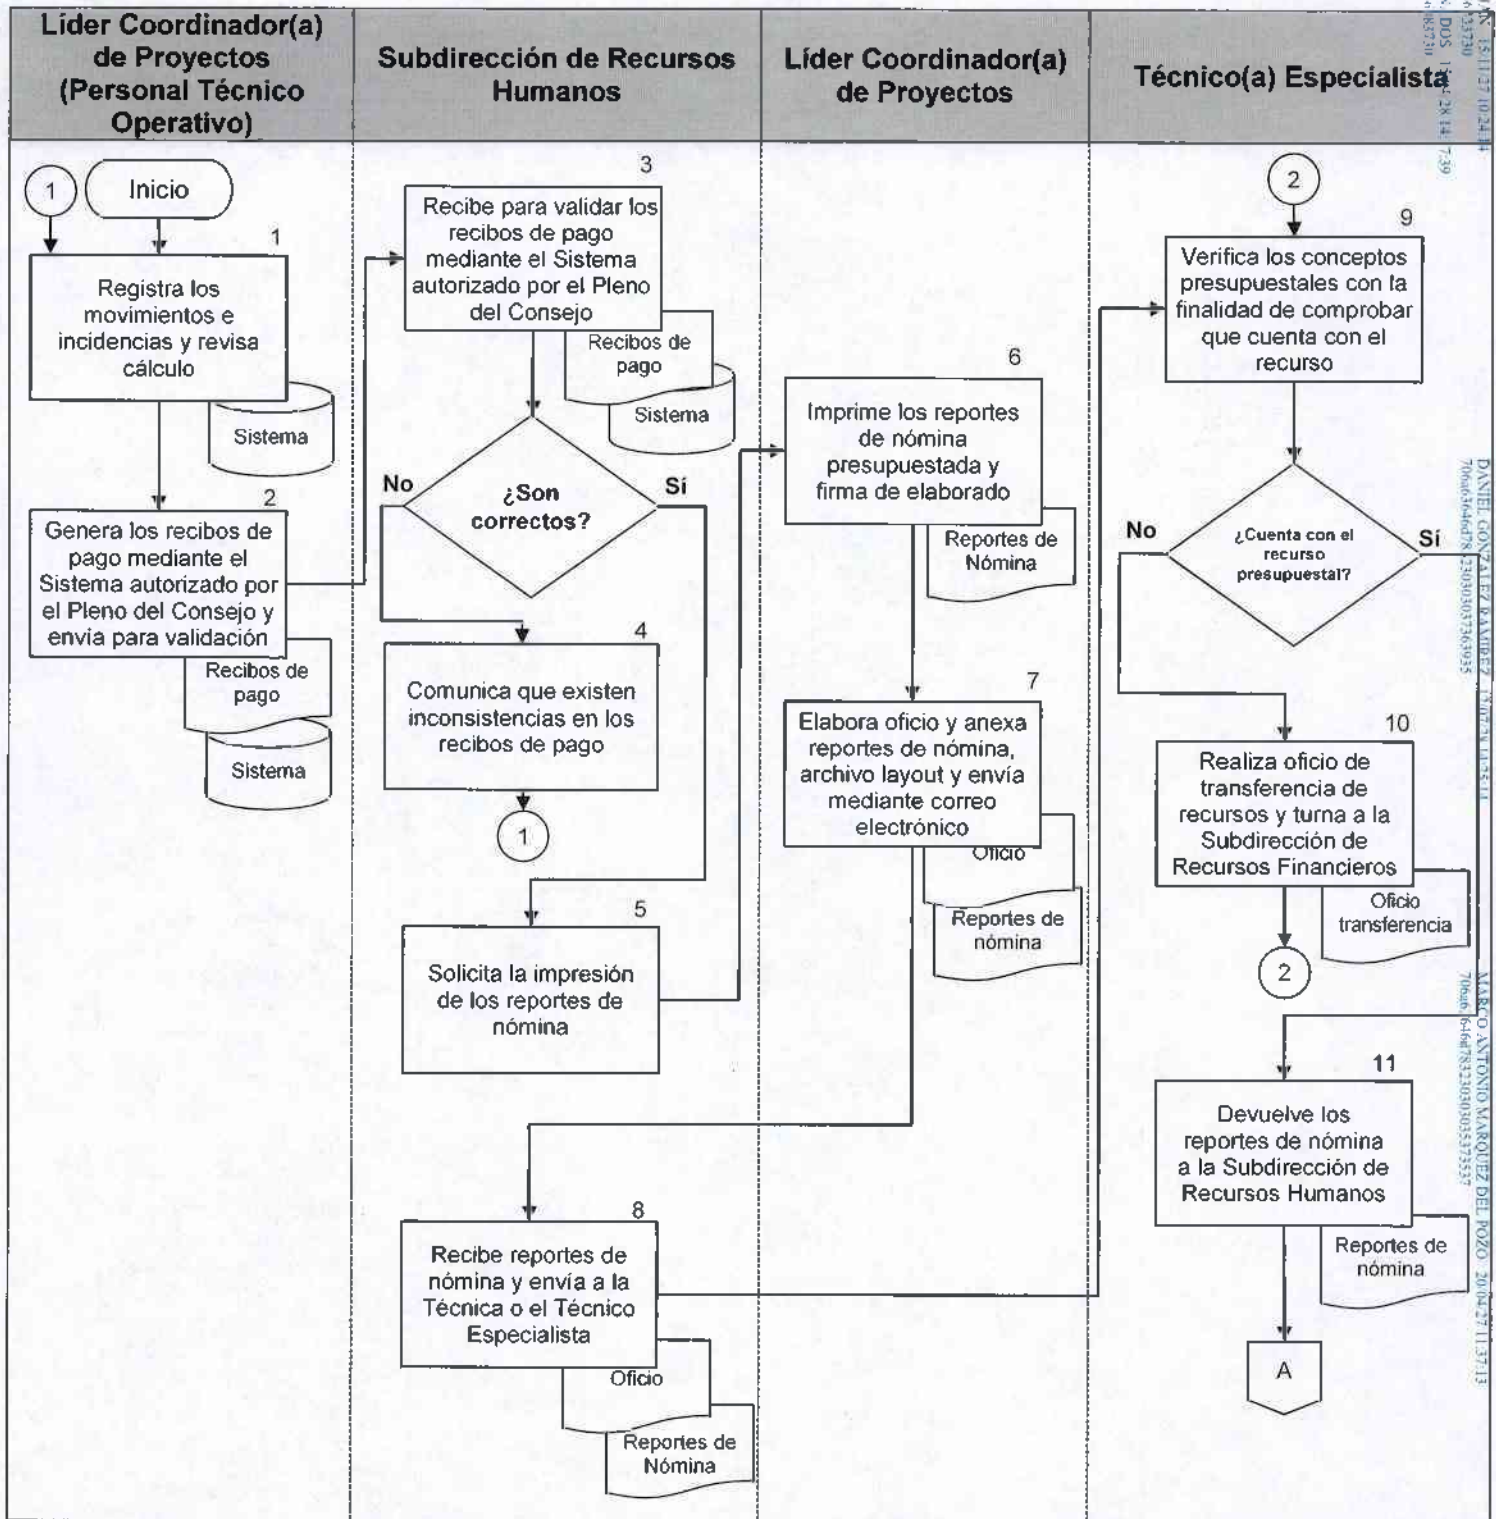 Líder Coordinador(a)
de Proyectos
(Personal Técnico
Operativo)
Subdirección de Recursos
Humanos
Líder Coordinador(a)
de Proyectos
Técnico(a) Especialista
1
Inicio
1
Registra los
movimientos e
incidencias y revisa
cálculo
Sistema
2
Genera los recibos de
pago mediante el
Sistema autorizado por
el Pleno del Consejo y
envía para validación
Recibos de
pago
Sistema
3
Recibe para validar los
recibos de pago
mediante el Sistema
autorizado por el Pleno
del Consejo
Recibos de
pago
Sistema
No
¿Son
correctos?
Sí
4
Comunica que existen
inconsistencias en los
recibos de pago
1
5
Solicita la impresión
de los reportes de
nómina
6
Imprime los reportes
de nómina
presupuestada y
firma de elaborado
Reportes de
Nómina
7
Elabora oficio y anexa
reportes de nómina,
archivo layout y envía
mediante correo
electrónico
Oficio
Reportes de
nómina
8
Recibe reportes de
nómina y envía a la
Técnica o el Técnico
Especialista
Oficio
Reportes de
Nómina
2
9
Verifica los conceptos
presupuestales con la
finalidad de comprobar
que cuenta con el
recurso
No
¿Cuenta con el
recurso
presupuestal?
Sí
10
Realiza oficio de
transferencia de
recursos y turna a la
Subdirección de
Recursos Financieros
Oficio
transferencia
2
11
Devuelve los
reportes de nómina
a la Subdirección de
Recursos Humanos
Reportes de
nómina
A
DANIEL GONZALEZ RAMIREZ
MARCO ANTONIO MARQUEZ DEL POZO 20/04/27 11:37:13